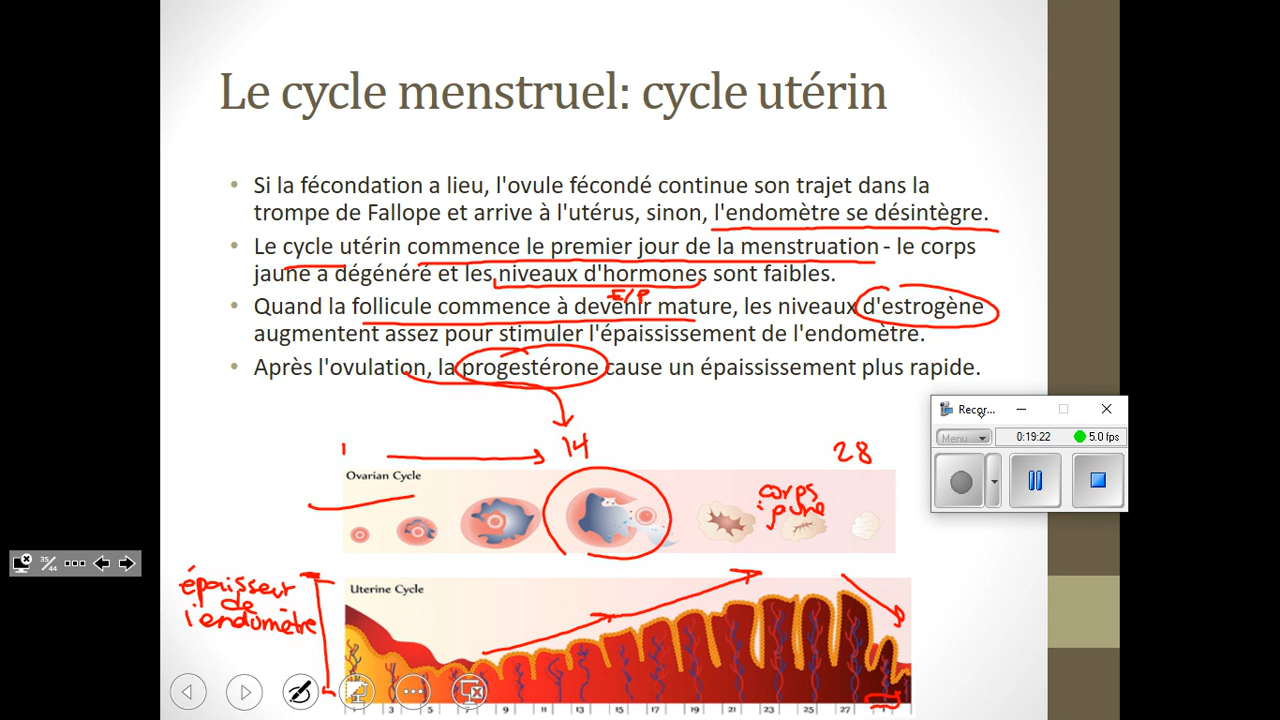 Le cycle menstruel: cycle utérin
• Si la fécondation a lieu, l'ovule fécondé continue son trajet dans la
trompe de Fallope et arrive à l'utérus, sinon, l'endomètre se désintègre.
• Le cycle utérin commence le premier jour de la menstruation - le corps
jaune a dégénéré et les niveaux d'hormones sont faibles.
E/P
• Quand la follicule commence à devenir mature, les niveaux d'estrogène
augmentent assez pour stimuler l'épaississement de l'endomètre.
• Après l'ovulation, la progestérone cause un épaississement plus rapide.
Recor...
Menu
0:19:22
5.0 fps
1 14 28
Ovarian Cycle
corps
jaune
35/44
épaisseur
de
l'endomètre
Uterine Cycle
1 3 5 7 9 11 13 15 17 19 21 23 25 27 1